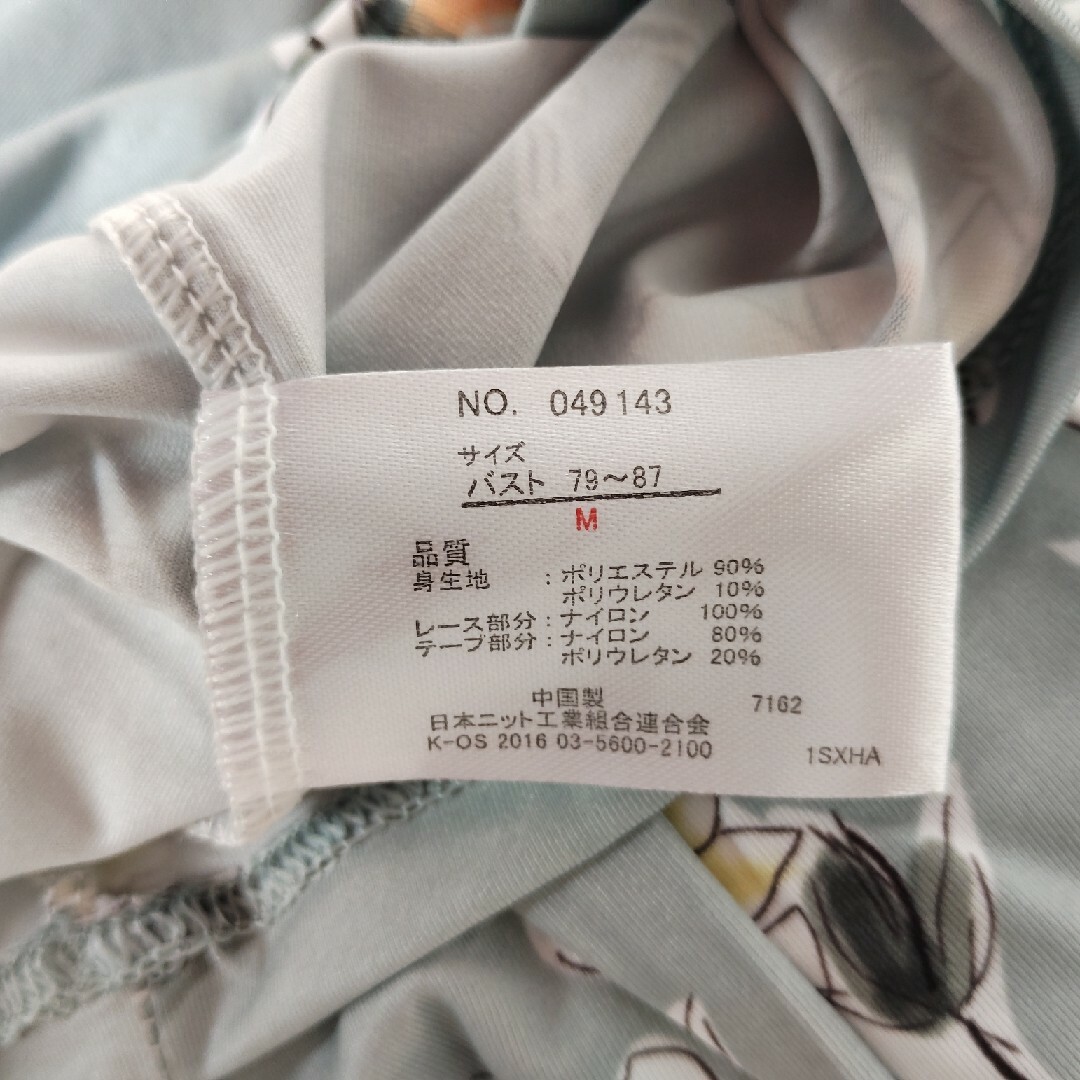 NO. 049143
サイズ
バスト 79〜87
M
品質
身生地 : ポリエステル 90%
ポリウレタン 10%
レース部分 : ナイロン 100%
テープ部分 : ナイロン 80%
ポリウレタン 20%
中国製 7162
日本ニット工業組合連合会
K-OS 2016 03-5600-2100
1SXHA